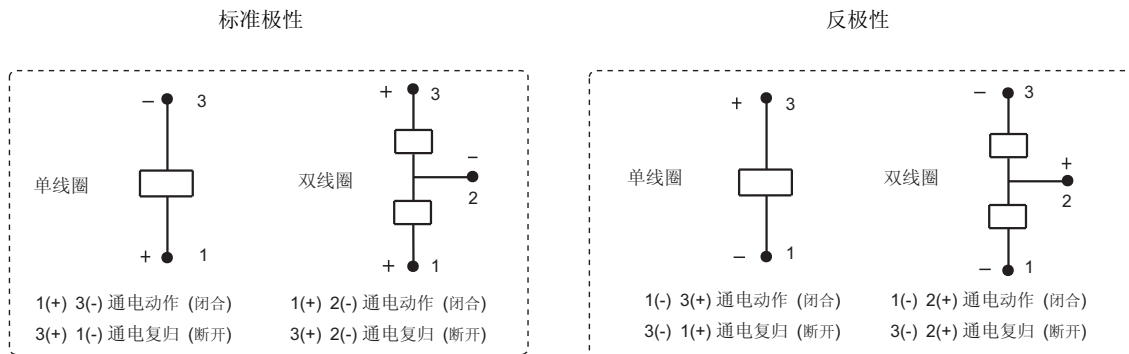 标准极性
反极性
单线圈
− 3
+ 1
1(+) 3(-) 通电动作 (闭合)
3(+) 1(-) 通电复归 (断开)
双线圈
+ 3
−
2
+ 1
1(+) 2(-) 通电动作 (闭合)
3(+) 2(-) 通电复归 (断开)
单线圈
+ 3
− 1
1(-) 3(+) 通电动作 (闭合)
3(-) 1(+) 通电复归 (断开)
双线圈
− 3
+
2
− 1
1(-) 2(+) 通电动作 (闭合)
3(-) 2(+) 通电复归 (断开)